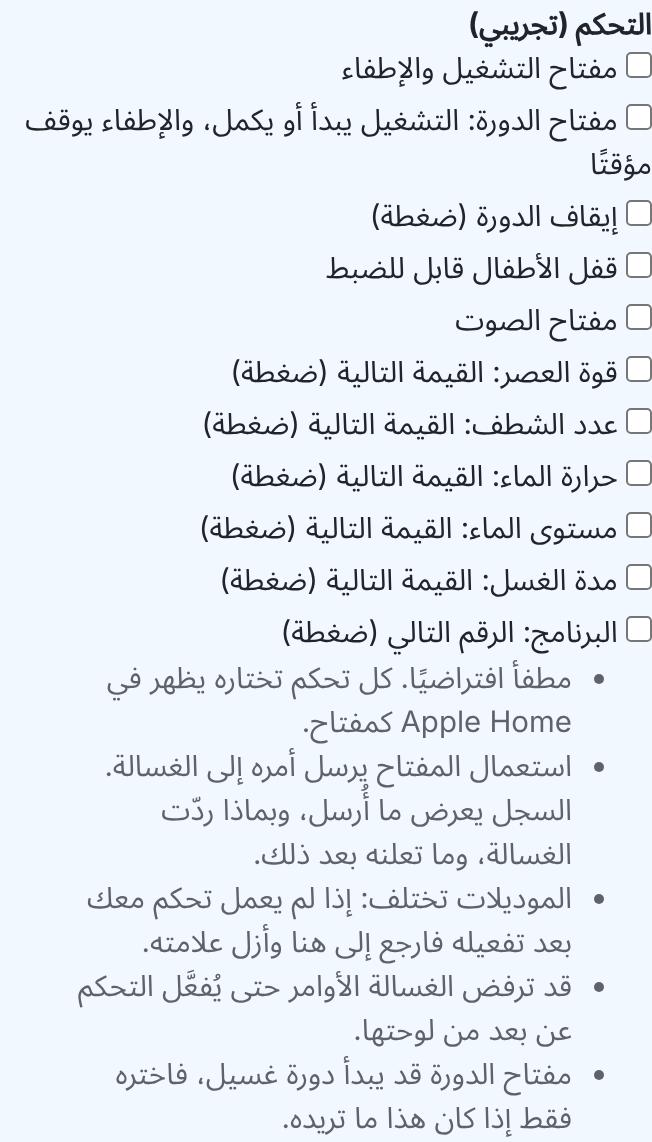 التحكم (تجريبي)
مفتاح التشغيل والإطفاء
مفتاح الدورة: التشغيل يبدأ أو يكمل، والإطفاء يوقف
مؤقتًا
إيقاف الدورة (ضغطة)
قفل الأطفال قابل للضبط
مفتاح الصوت
قوة العصر: القيمة التالية (ضغطة)
عدد الشطف: القيمة التالية (ضغطة)
حرارة الماء: القيمة التالية (ضغطة)
مستوى الماء: القيمة التالية (ضغطة)
مدة الغسل: القيمة التالية (ضغطة)
البرنامج: الرقم التالي (ضغطة)
• مطفأ افتراضيًا. كل تحكم تختاره يظهر في
Apple Home كمفتاح.
• استعمال المفتاح يرسل أمره إلى الغسالة.
السجل يعرض ما أُرسل، وبماذا ردّت
الغسالة، وما تعلنه بعد ذلك.
• الموديلات تختلف: إذا لم يعمل تحكم معك
بعد تفعيله فارجع إلى هنا وأزل علامته.
• قد ترفض الغسالة الأوامر حتى يُفعَّل التحكم
عن بعد من لوحتها.
• مفتاح الدورة قد يبدأ دورة غسيل، فاختره
فقط إذا كان هذا ما تريده.